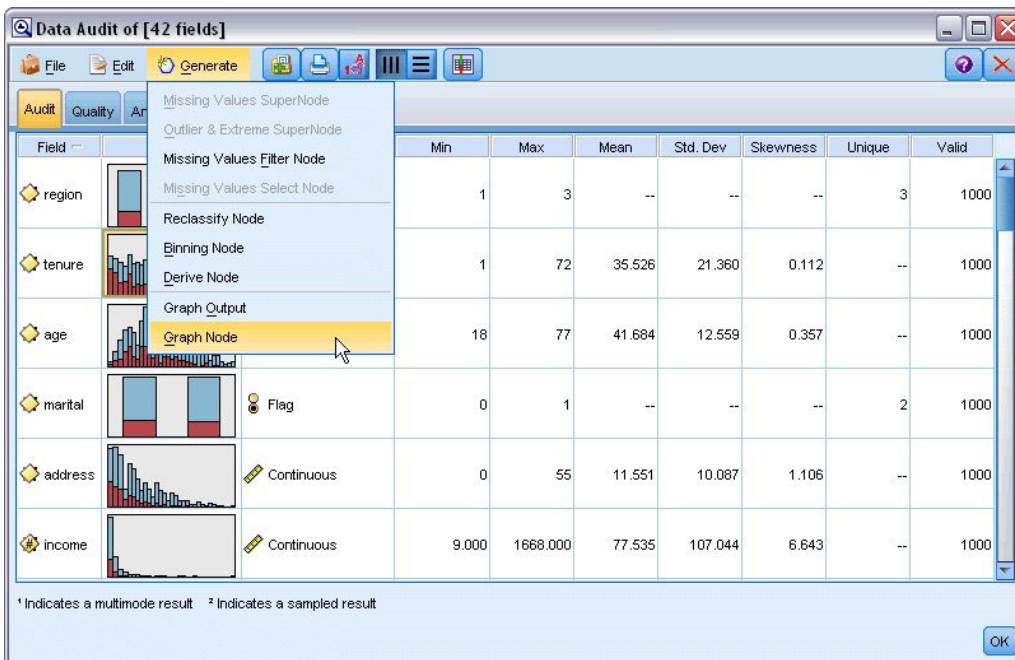 Data Audit of [42 fields]
File Edit Generate
Audit Quality An
Missing Values SuperNode
Outlier & Extreme SuperNode
Missing Values Filter Node
Missing Values Select Node
Reclassify Node
Binning Node
Derive Node
Graph Output
Graph Node
Field Min Max Mean Std. Dev Skewness Unique Valid
region 1 3 -- -- -- 3 1000
tenure 1 72 35.526 21.360 0.112 -- 1000
age 18 77 41.684 12.559 0.357 -- 1000
marital Flag 0 1 -- -- -- 2 1000
address Continuous 0 55 11.551 10.087 1.106 -- 1000
income Continuous 9.000 1668.000 77.535 107.044 6.643 -- 1000
¹ Indicates a multimode result ² Indicates a sampled result
OK